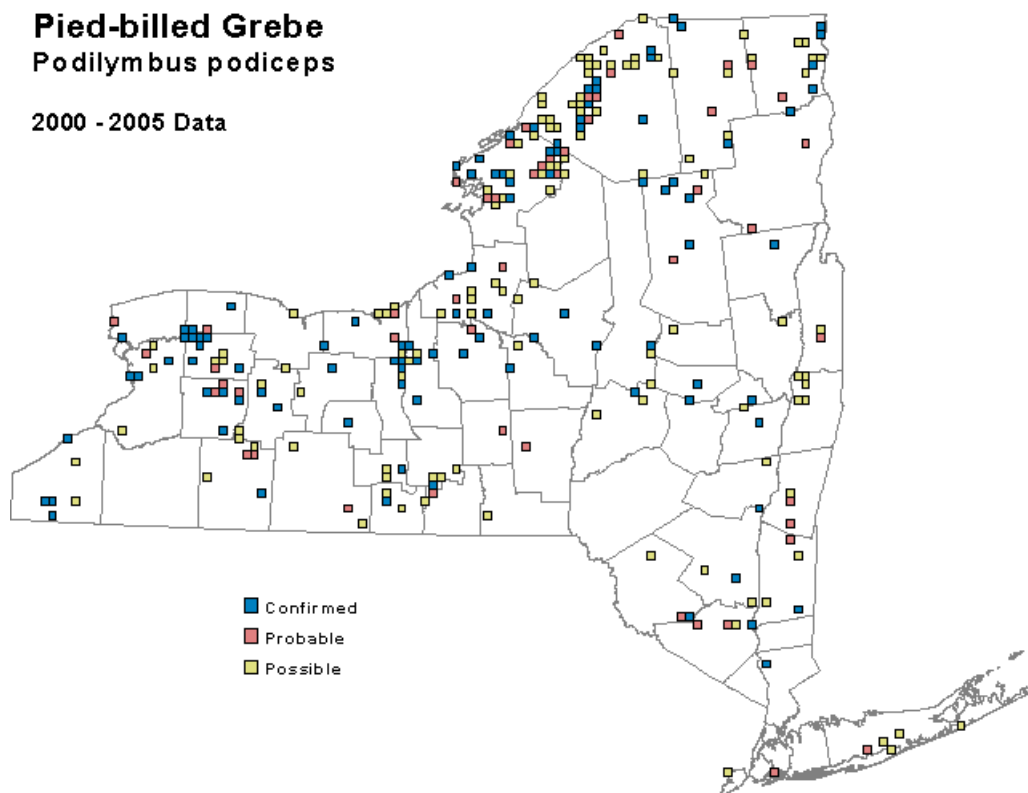 Pied-billed Grebe
Podilymbus podiceps
2000 - 2005 Data
Confirmed
Probable
Possible